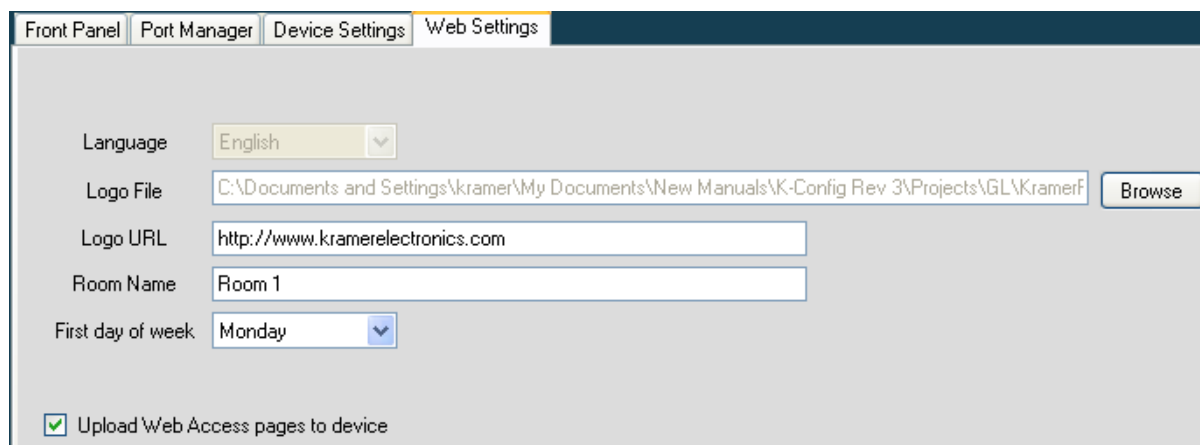 Front Panel Port Manager Device Settings Web Settings
Language English
Logo File C:\Documents and Settings\kramer\My Documents\New Manuals\K-Config Rev 3\Projects\GL\KramerF Browse
Logo URL http://www.kramerelectronics.com
Room Name Room 1
First day of week Monday
Upload Web Access pages to device